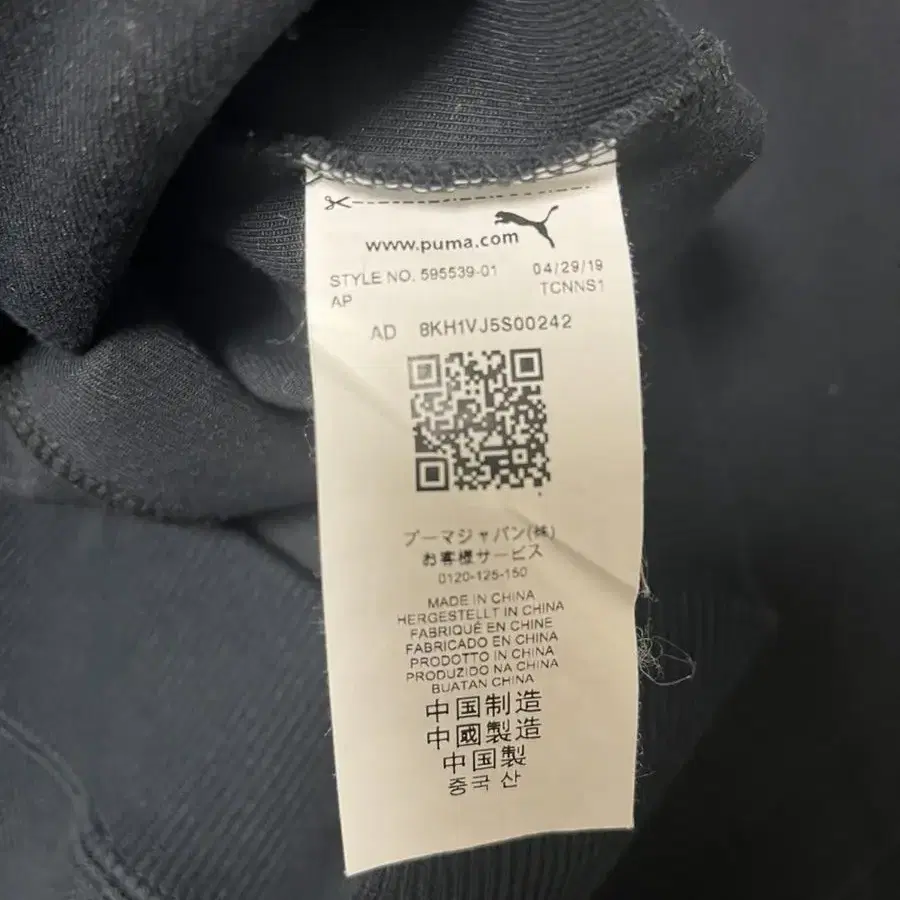 www.puma.com
STYLE NO. 595539-01 04/29/19
AP TCNNS1
AD 8KH1VJ5S00242
プーマジャパン(株)
お客様サービス
0120-125-150
MADE IN CHINA
HERGESTELLT IN CHINA
FABRIQUÉ EN CHINE
FABRICADO EN CHINA
PRODOTTO IN CHINA
PRODUZIDO NA CHINA
BUATAN CHINA
中国制造
中國製造
中国製
중국 산